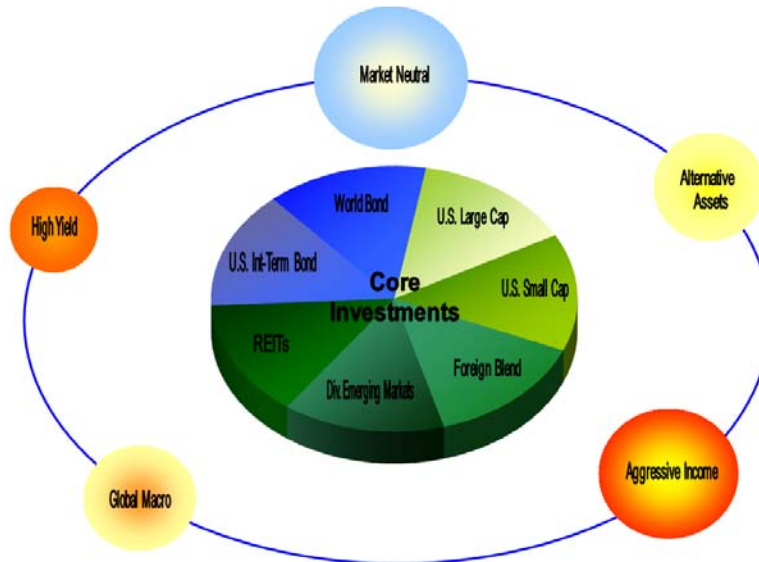 Market Neutral
Alternative
Assets
High Yield
World Bond
U.S. Large Cap
U.S. Int-Term Bond
Core
Investments
U.S. Small Cap
REITs
Foreign Blend
Div. Emerging Markets
Aggressive Income
Global Macro